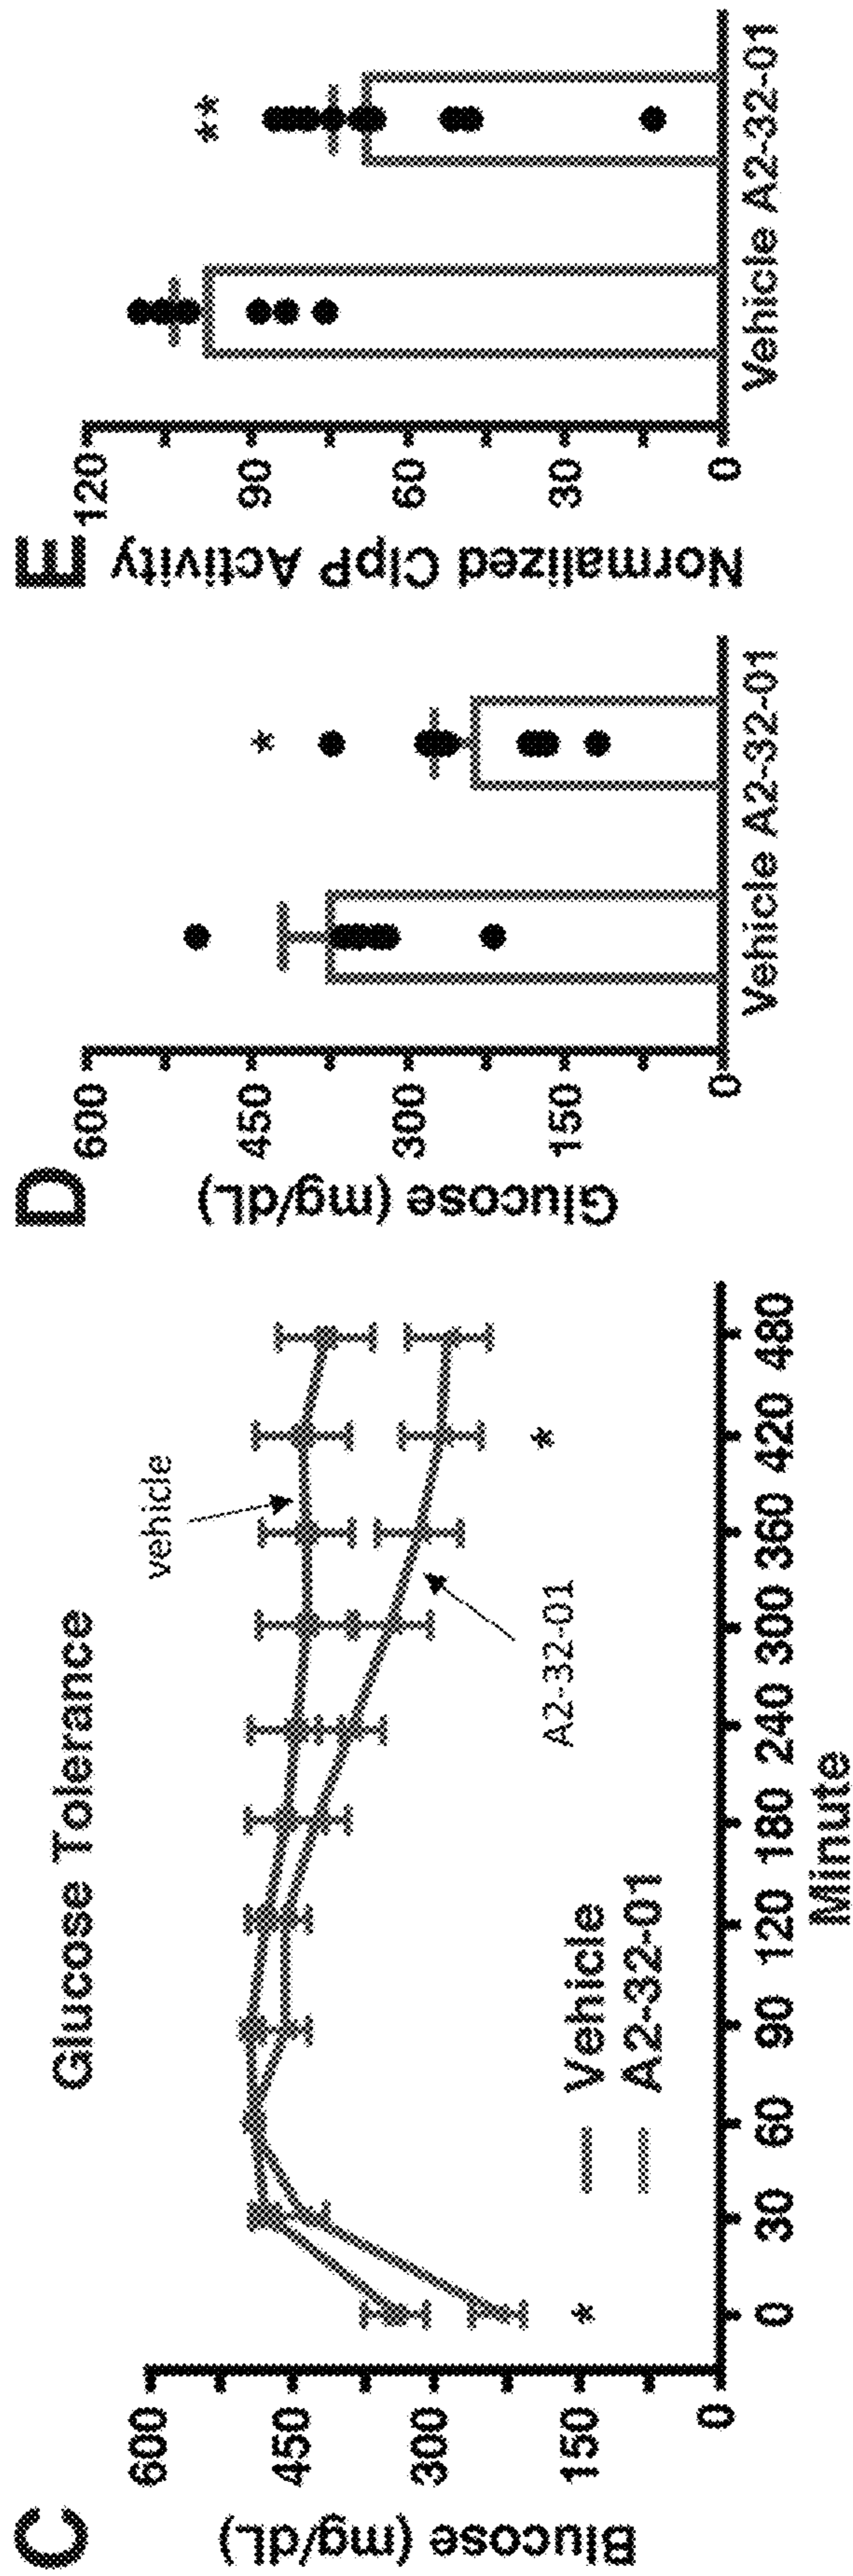 C
Glucose Tolerance
Blucose (mg/dL)
600
450
300
150
0
vehicle
A2-32-01
Vehicle
A2-32-01
*
*
0 30 60 90 120 180 240 300 360 420 480
Minute
D
Glucose (mg/dL)
600
450
300
150
0
*
Vehicle A2-32-01
E
Normalized ClpP Activity
120
90
60
30
0
**
Vehicle A2-32-01